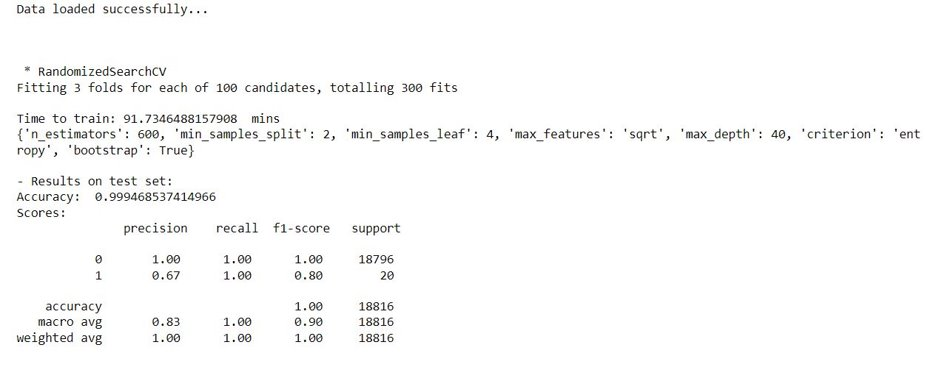 Data loaded successfully...
* RandomizedSearchCV
Fitting 3 folds for each of 100 candidates, totalling 300 fits
Time to train: 91.7346488157908  mins
{'n_estimators': 600, 'min_samples_split': 2, 'min_samples_leaf': 4, 'max_features': 'sqrt', 'max_depth': 40, 'criterion': 'ent
ropy', 'bootstrap': True}
- Results on test set:
Accuracy:  0.999468537414966
Scores:
precision    recall  f1-score   support
0       1.00      1.00      1.00     18796
1       0.67      1.00      0.80        20
accuracy                           1.00     18816
macro avg       0.83      1.00      0.90     18816
weighted avg       1.00      1.00      1.00     18816